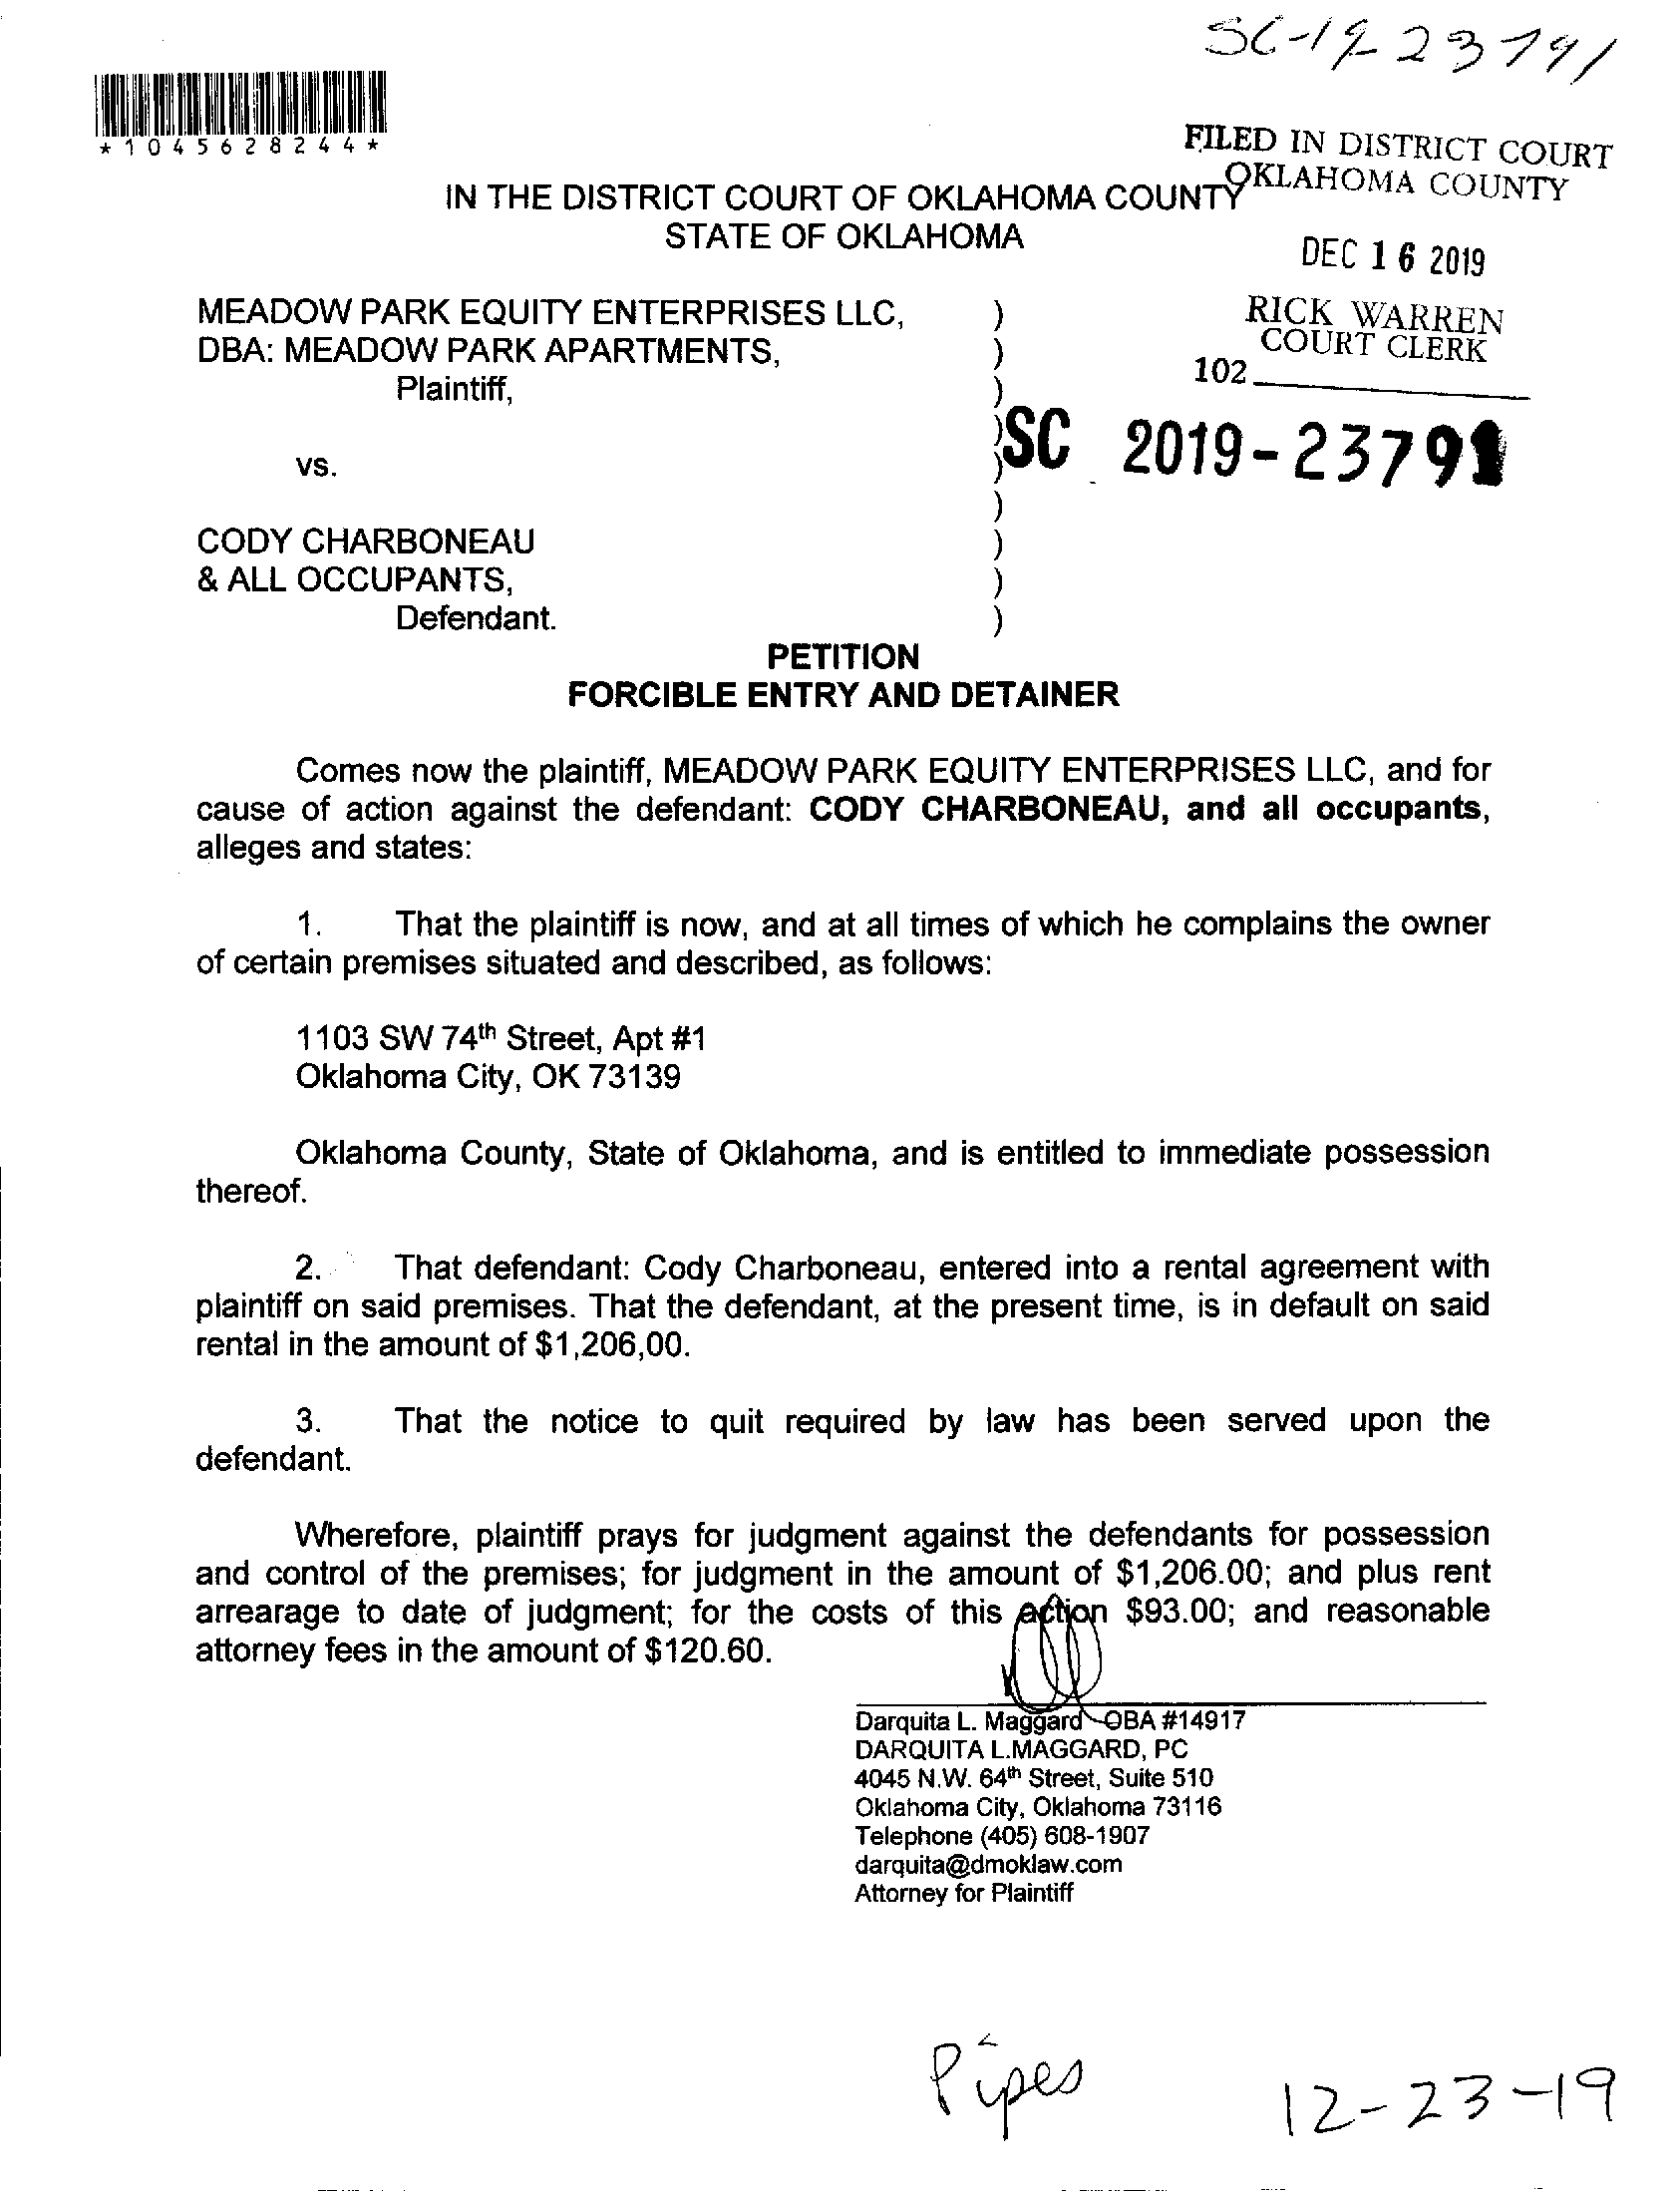 SC-19 23791
*1045628244*
FILED IN DISTRICT COURT
OKLAHOMA COUNTY
IN THE DISTRICT COURT OF OKLAHOMA COUNTY
STATE OF OKLAHOMA
DEC 16 2019
MEADOW PARK EQUITY ENTERPRISES LLC, )
DBA: MEADOW PARK APARTMENTS, )
Plaintiff, )
RICK WARREN
COURT CLERK
102
)
SC 2019-23791
vs. )
)
CODY CHARBONEAU )
& ALL OCCUPANTS, )
Defendant. )
PETITION
FORCIBLE ENTRY AND DETAINER
Comes now the plaintiff, MEADOW PARK EQUITY ENTERPRISES LLC, and for
cause of action against the defendant: CODY CHARBONEAU, and all occupants,
alleges and states:
1. That the plaintiff is now, and at all times of which he complains the owner
of certain premises situated and described, as follows:
1103 SW 74th Street, Apt #1
Oklahoma City, OK 73139
Oklahoma County, State of Oklahoma, and is entitled to immediate possession
thereof.
2. That defendant: Cody Charboneau, entered into a rental agreement with
plaintiff on said premises. That the defendant, at the present time, is in default on said
rental in the amount of $1,206,00.
3. That the notice to quit required by law has been served upon the
defendant.
Wherefore, plaintiff prays for judgment against the defendants for possession
and control of the premises; for judgment in the amount of $1,206.00; and plus rent
arrearage to date of judgment; for the costs of this action $93.00; and reasonable
attorney fees in the amount of $120.60.
Darquita L. Maggard OBA #14917
DARQUITA L.MAGGARD, PC
4045 N.W. 64th Street, Suite 510
Oklahoma City, Oklahoma 73116
Telephone (405) 608-1907
darquita@dmoklaw.com
Attorney for Plaintiff
Pipes
12-23-19